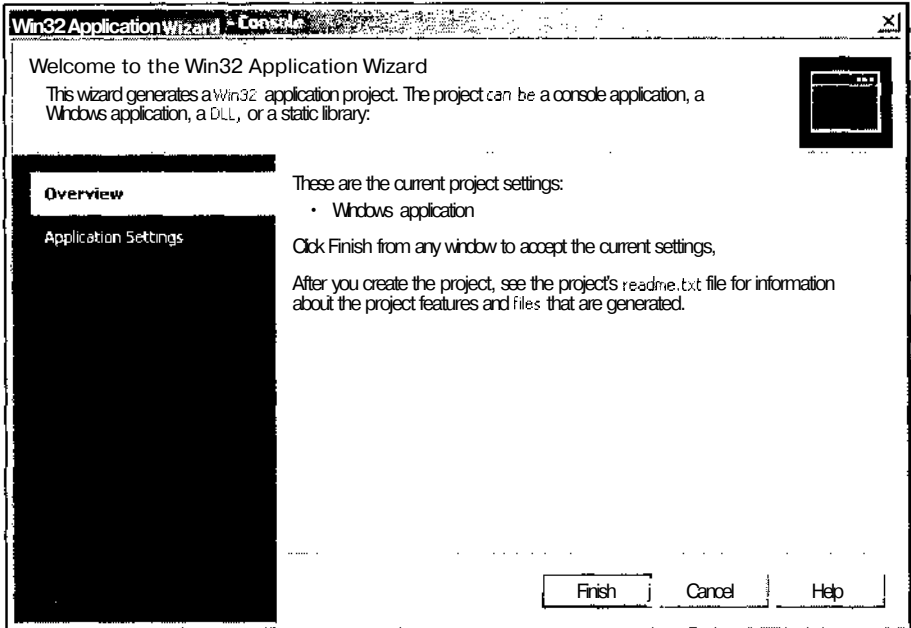 Win32 Application Wizard - Console
Welcome to the Win32 Application Wizard
This wizard generates a Win32 application project. The project can be a console application, a
Windows application, a DLL, or a static library:
Overview
Application Settings
These are the current project settings:
• Windows application
Click Finish from any window to accept the current settings,
After you create the project, see the project's readme.txt file for information
about the project features and files that are generated.
Finish Cancel Help